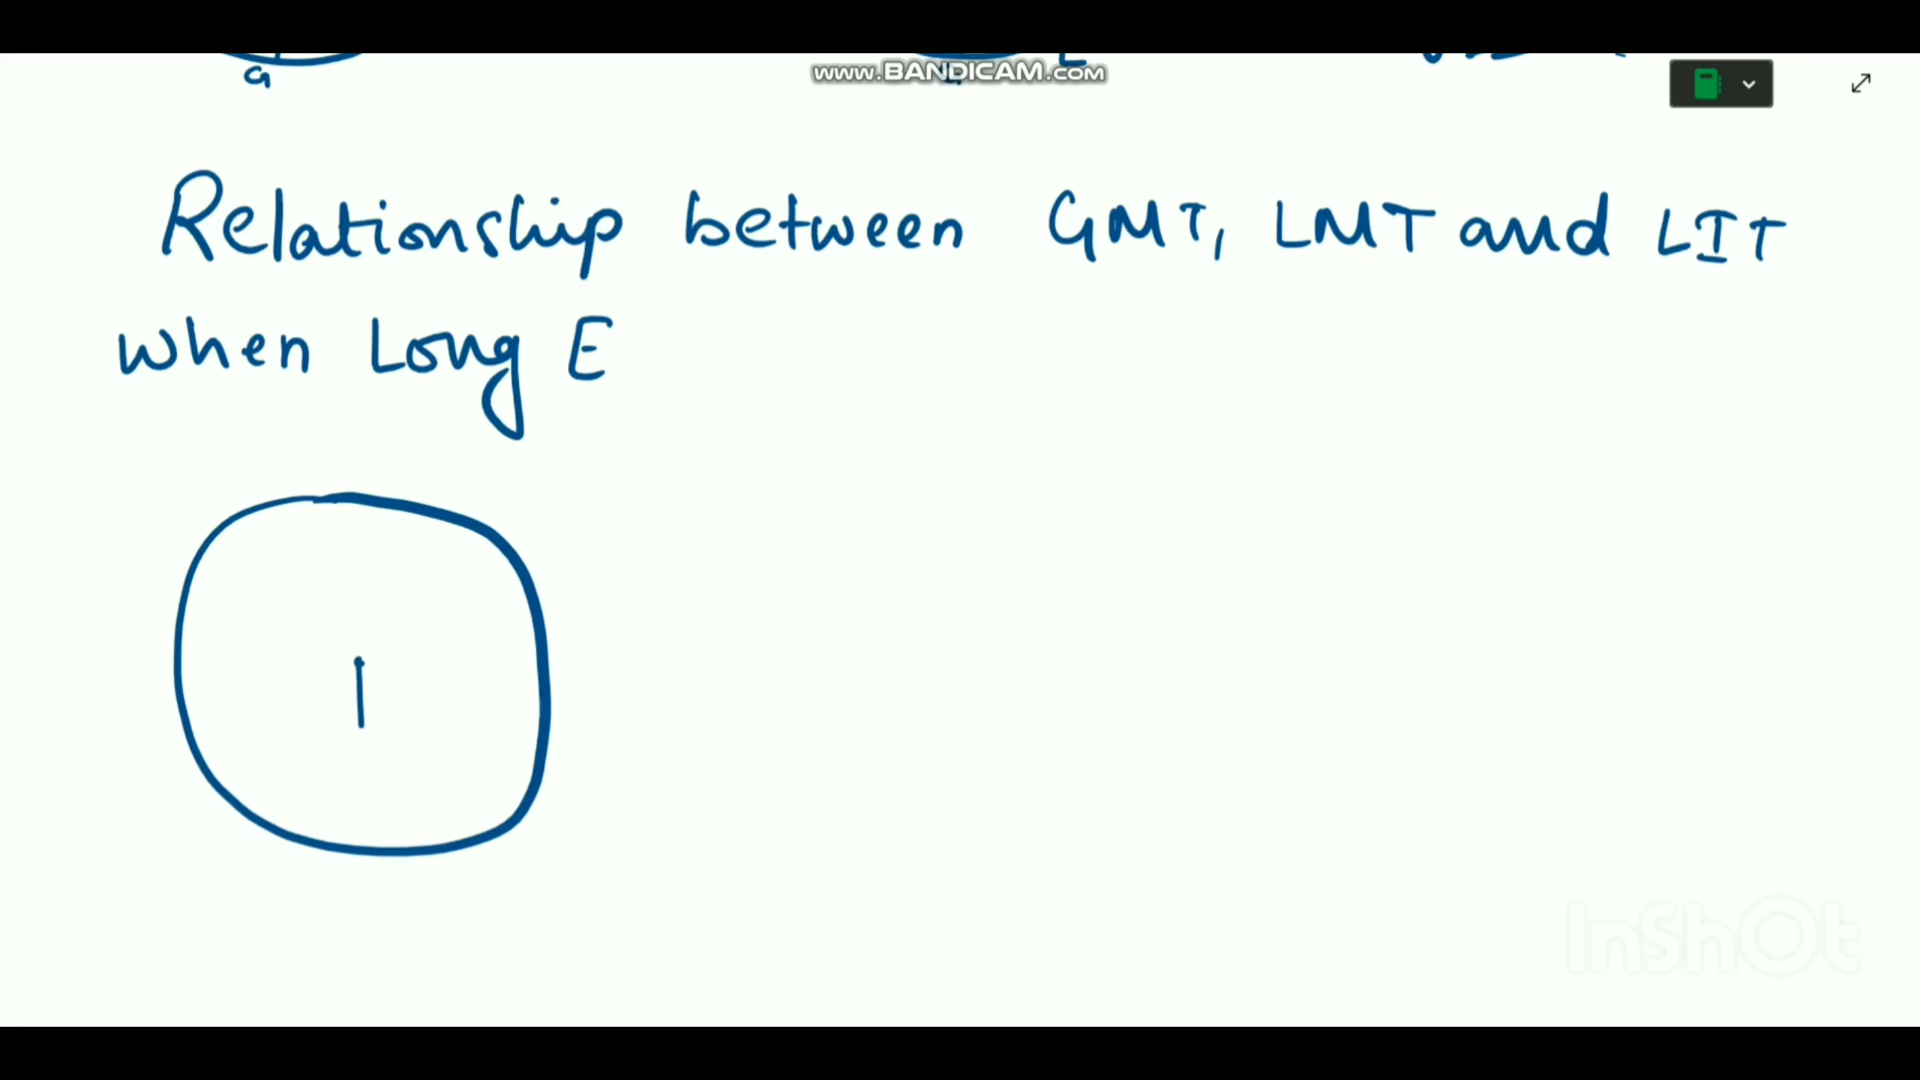 G
www.BANDICAM.com
Relationship between GMT, LMT and LIT
when Long E
InShOt